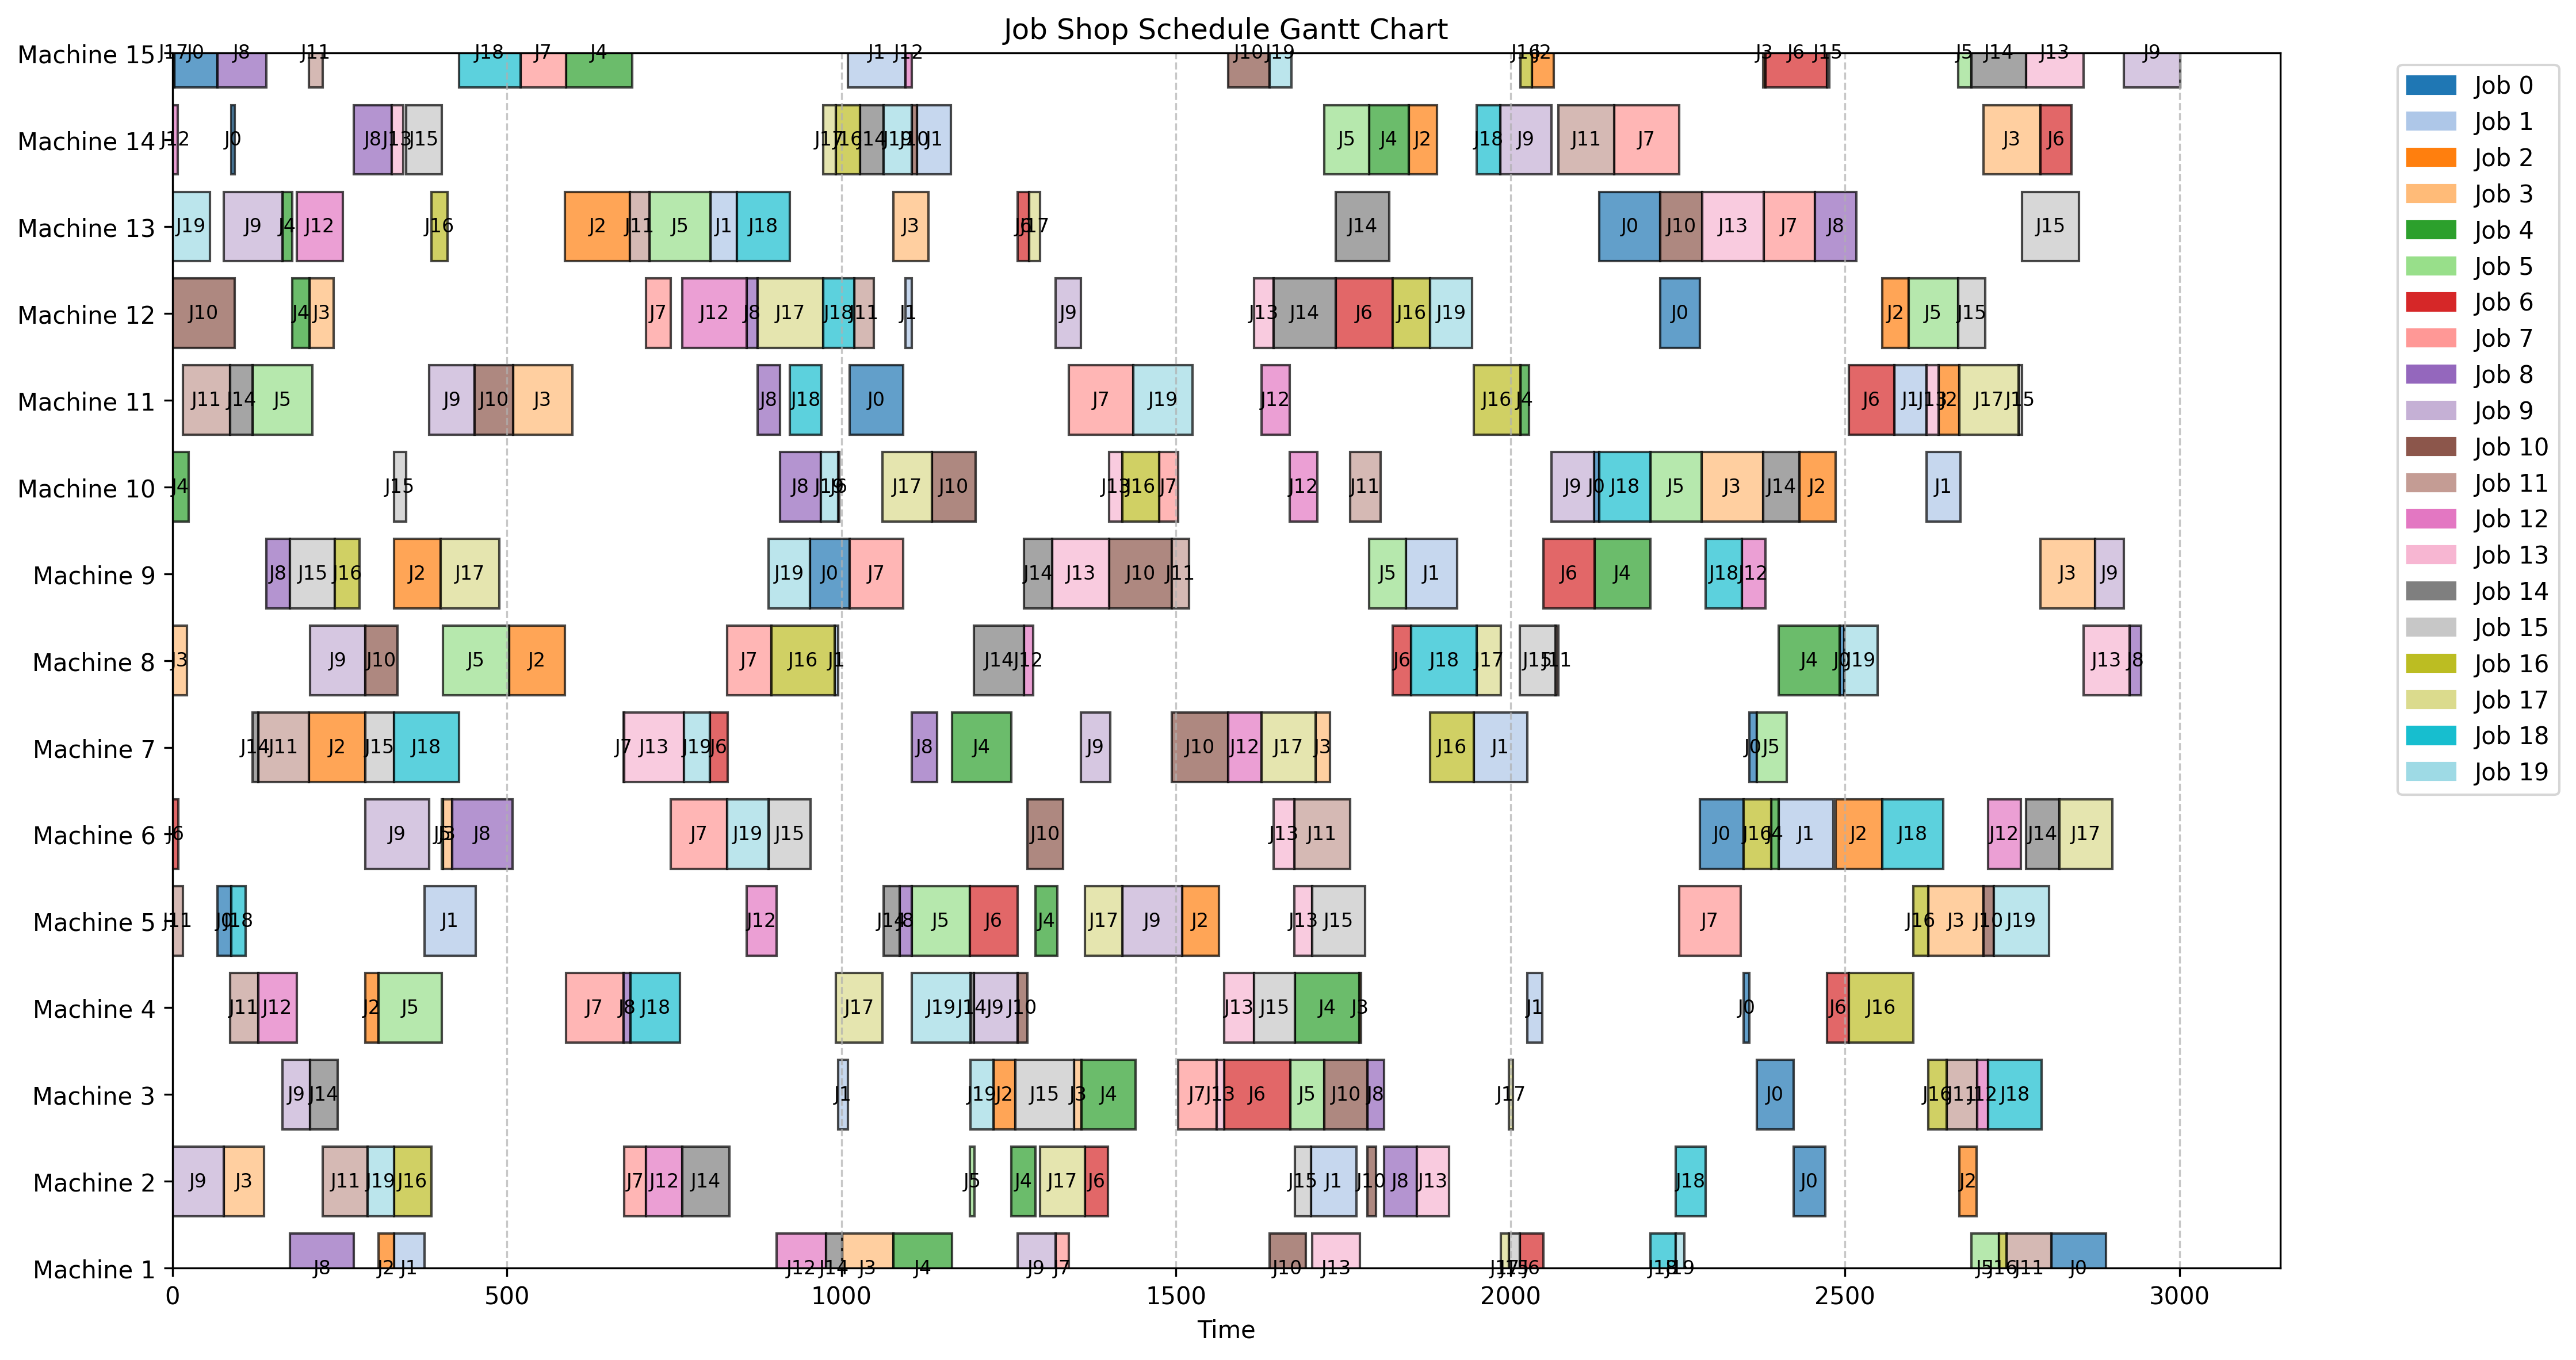 Job Shop Schedule Gantt Chart
Machine 15 J17 J0 J8 J11 J18 J7 J4 J1 J12 J10 J19 J16 J2 J3 J6 J15 J5 J14 J13 J9
Machine 14 J12 J0 J8 J13 J15 J17 J16 J14 J19 J10 J1 J5 J4 J2 J18 J9 J11 J7 J3 J6
Machine 13 J19 J9 J4 J12 J16 J2 J11 J5 J1 J18 J3 J6 J17 J14 J0 J10 J13 J7 J8 J15
Machine 12 J10 J4 J3 J7 J12 J8 J17 J18 J11 J1 J9 J13 J14 J6 J16 J19 J0 J2 J5 J15
Machine 11 J11 J14 J5 J9 J10 J3 J8 J18 J0 J7 J19 J12 J16 J4 J6 J1 J13 J2 J17 J15
Machine 10 J4 J15 J8 J19 J6 J17 J10 J13 J16 J7 J12 J11 J9 J0 J18 J5 J3 J14 J2 J1
Machine 9 J8 J15 J16 J2 J17 J19 J0 J7 J14 J13 J10 J11 J5 J1 J6 J4 J18 J12 J3 J9
Machine 8 J3 J9 J10 J5 J2 J7 J16 J1 J14 J12 J6 J18 J17 J15 J11 J4 J0 J19 J13 J8
Machine 7 J14 J11 J2 J15 J18 J7 J13 J19 J6 J8 J4 J9 J10 J12 J17 J3 J16 J1 J0 J5
Machine 6 J6 J9 J5 J3 J8 J7 J19 J15 J10 J13 J11 J0 J16 J4 J1 J2 J18 J12 J14 J17
Machine 5 J11 J0 J18 J1 J12 J14 J8 J5 J6 J4 J17 J9 J2 J13 J15 J7 J16 J3 J10 J19
Machine 4 J11 J12 J2 J5 J7 J8 J18 J17 J19 J14 J9 J10 J13 J15 J4 J3 J1 J0 J6 J16
Machine 3 J9 J14 J1 J19 J2 J15 J3 J4 J7 J13 J6 J5 J10 J8 J17 J0 J16 J11 J12 J18
Machine 2 J9 J3 J11 J19 J16 J7 J12 J14 J5 J4 J17 J6 J15 J1 J10 J8 J13 J18 J0 J2
Machine 1 J8 J2 J1 J12 J14 J3 J4 J9 J7 J10 J13 J17 J15 J6 J18 J19 J5 J16 J11 J0
0 500 1000 1500 2000 2500 3000
Time
Job 0
Job 1
Job 2
Job 3
Job 4
Job 5
Job 6
Job 7
Job 8
Job 9
Job 10
Job 11
Job 12
Job 13
Job 14
Job 15
Job 16
Job 17
Job 18
Job 19